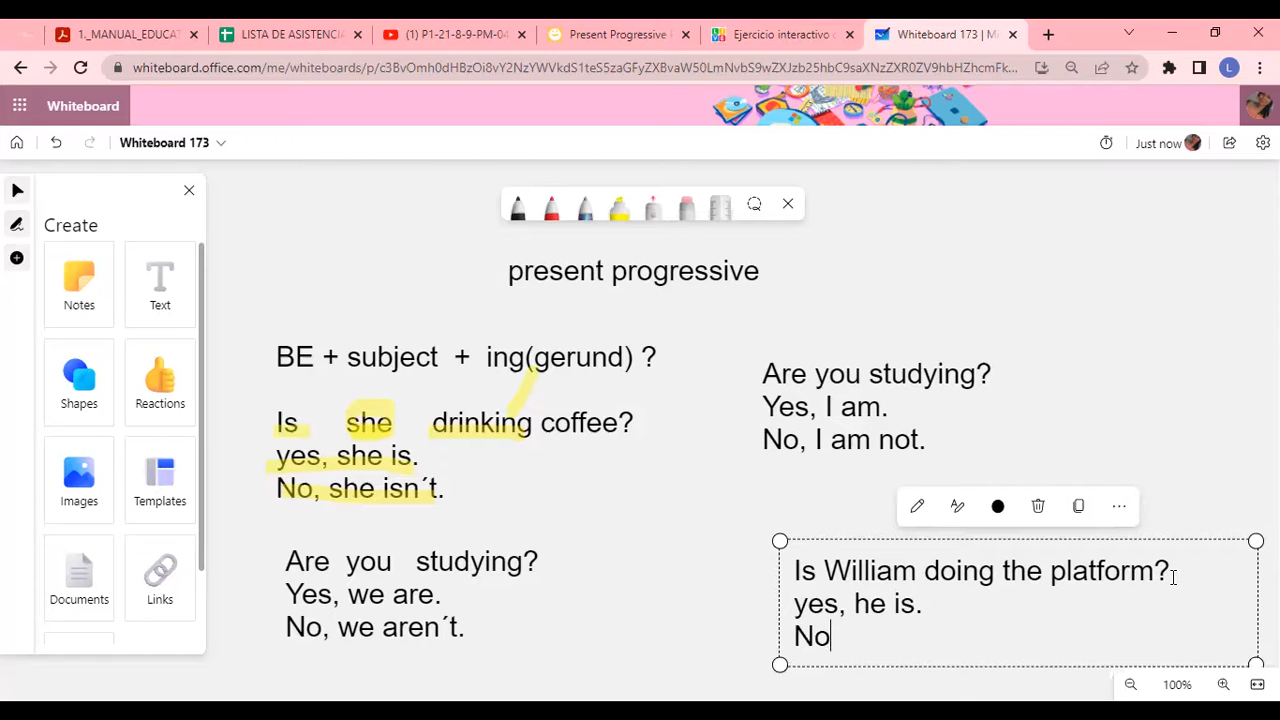 1._MANUAL_EDUCAT
LISTA DE ASISTENCIA
(1) P1-21-8-9-PM-04
Present Progressive
Ejercicio interactivo
Whiteboard 173 | M
whiteboard.office.com/me/whiteboards/p/
L
Whiteboard
Whiteboard 173
Just now
Create
Notes
Text
Shapes
Reactions
Images
Templates
Documents
Links
present progressive
BE + subject + ing(gerund) ?
Is she drinking coffee?
yes, she is.
No, she isn´t.
Are you studying?
Yes, we are.
No, we aren´t.
Are you studying?
Yes, I am.
No, I am not.
Is William doing the platform?
yes, he is.
No
100%